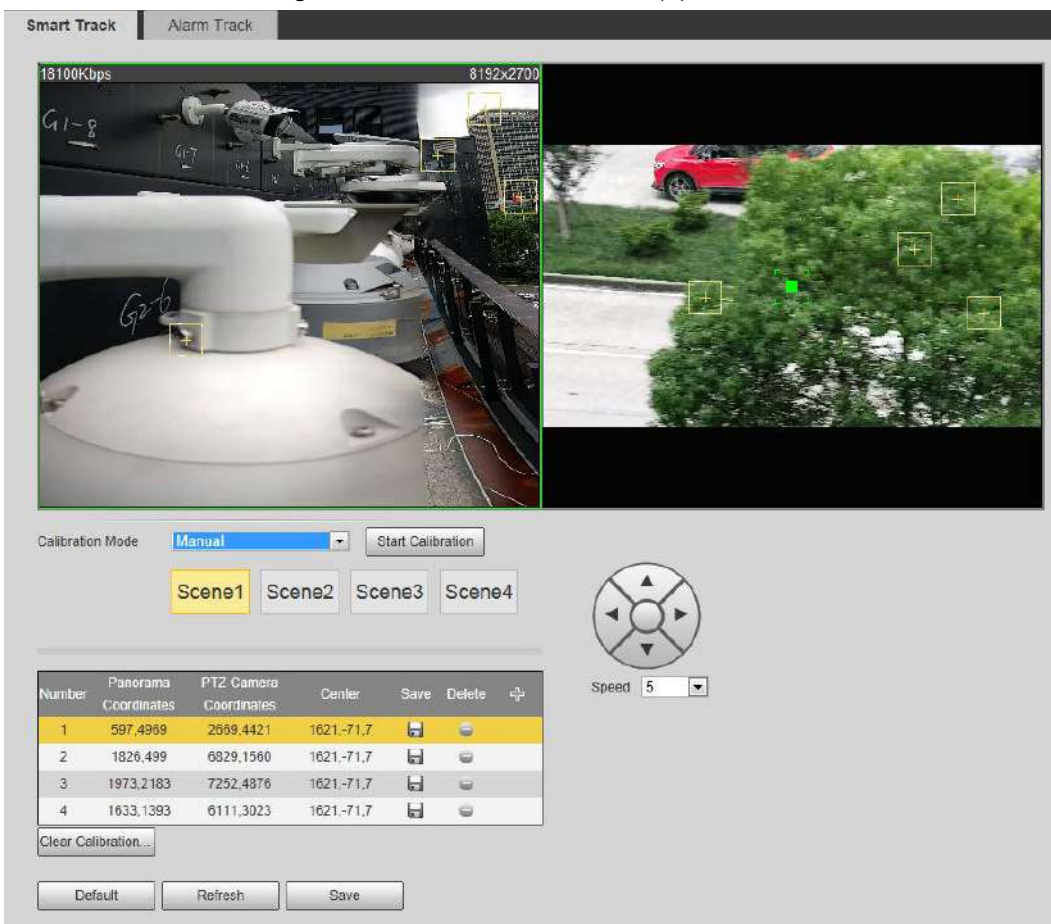 Smart Track Alarm Track
18100Kbps 8192x2700
G1-8
G1-7
G2-6
Calibration Mode Manual Start Calibration
Scene1 Scene2 Scene3 Scene4
Number Panorama Coordinates PTZ Camera Coordinates Center Save Delete
1 597,4969 2669,4421 1621,-71,7
2 1826,499 6829,1560 1621,-71,7
3 1973,2183 7252,4876 1621,-71,7
4 1633,1393 6111,3023 1621,-71,7
Speed 5
Clear Calibration...
Default Refresh Save